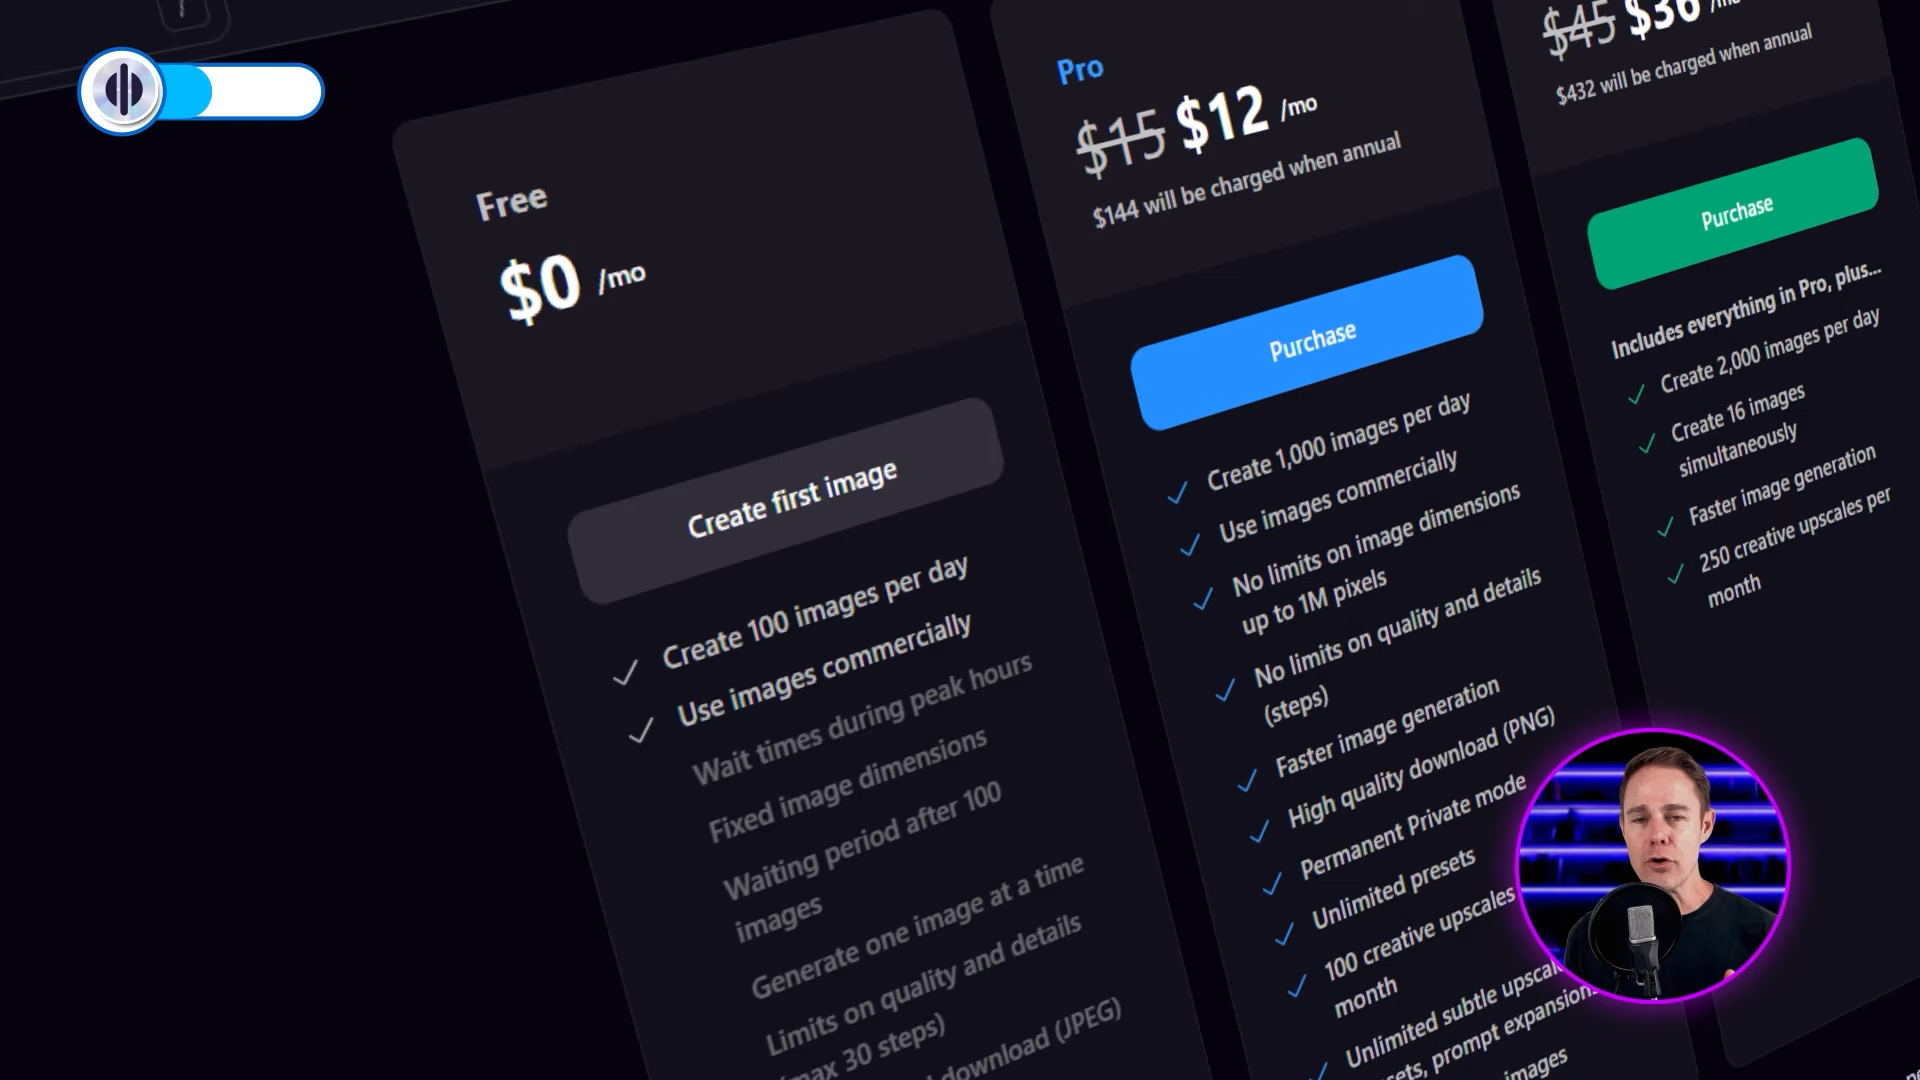 Free
$0 /mo
Create first image
Create 100 images per day
Use images commercially
Wait times during peak hours
Fixed image dimensions
Waiting period after 100
images
Generate one image at a time
Limits on quality and details
max 30 steps)
download (JPEG)
Pro
$15 $12 /mo
$144 will be charged when annual
Purchase
Create 1,000 images per day
Use images commercially
No limits on image dimensions
up to 1M pixels
No limits on quality and details
(steps)
Faster image generation
High quality download (PNG)
Permanent Private mode
Unlimited presets
100 creative upscales
month
Unlimited subtle
prompt
images
$45 $36 /mo
$432 will be charged when annual
Purchase
Includes everything in Pro, plus...
Create 2,000 images per day
Create 16 images
simultaneously
Faster image generation
250 creative upscales per
month